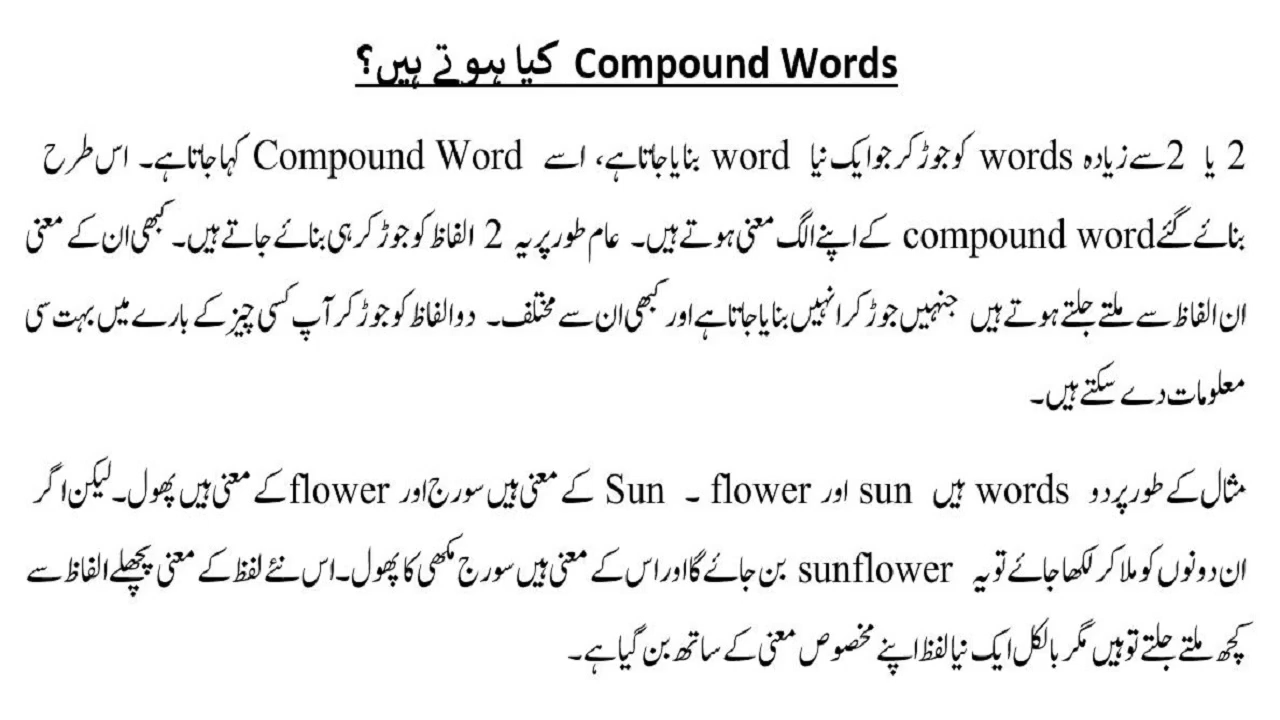 Compound Words کیا ہوتے ہیں؟
2 یا 2 سے زیادہ words کو جوڑ کر جو ایک نیا word بنایا جاتا ہے، اسے Compound Word کہا جاتا ہے۔ اس طرح
بنائے گئے compound word کے اپنے الگ معنی ہوتے ہیں۔ عام طور پر یہ 2 الفاظ کو جوڑ کر ہی بنائے جاتے ہیں۔ کبھی ان کے معنی
ان الفاظ سے ملتے جلتے ہوتے ہیں جنہیں جوڑ کر انہیں بنایا جاتا ہے اور کبھی ان سے مختلف۔ دو الفاظ کو جوڑ کر آپ کسی چیز کے بارے میں بہت سی
معلومات دے سکتے ہیں۔
مثال کے طور پر دو words ہیں sun اور flower ۔ Sun کے معنی ہیں سورج اور flower کے معنی ہیں پھول۔ لیکن اگر
ان دونوں کو ملا کر لکھا جائے تو یہ sunflower بن جائے گا اور اس کے معنی ہیں سورج مکھی کا پھول۔ اس نئے لفظ کے معنی پچھلے الفاظ سے
کچھ ملتے جلتے تو ہیں مگر بالکل ایک نیا لفظ اپنے مخصوص معنی کے ساتھ بن گیا ہے۔